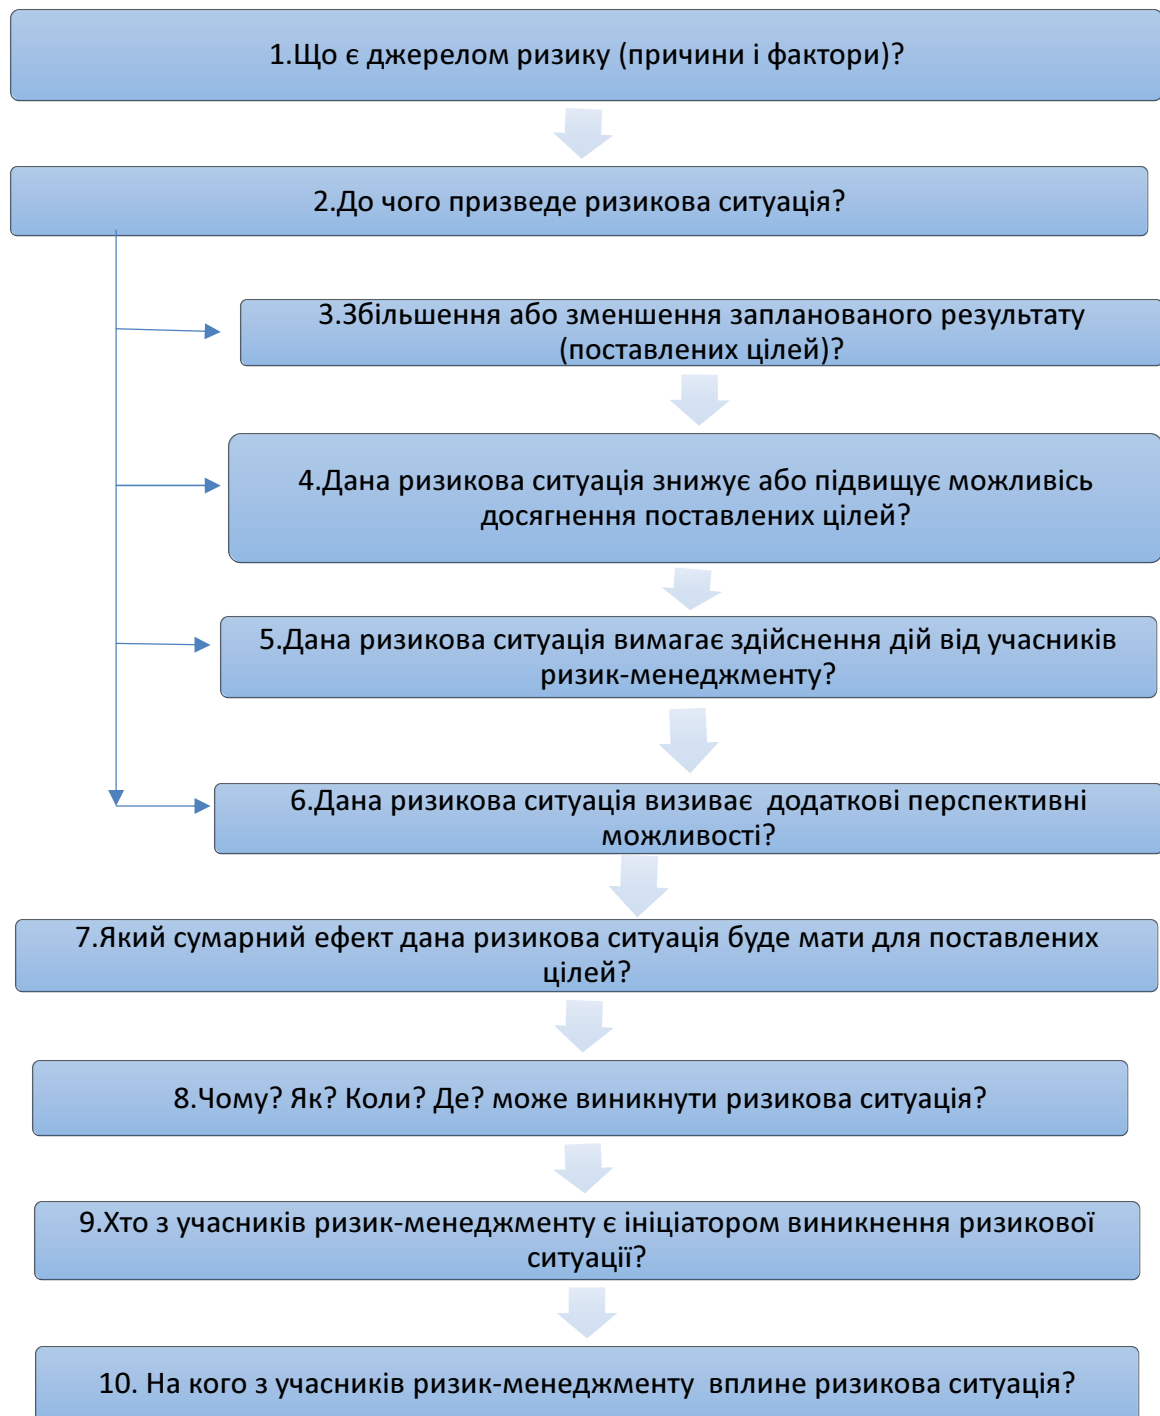 1.Що є джерелом ризику (причини і фактори)?
2.До чого призведе ризикова ситуація?
3.Збільшення або зменшення запланованого результату
(поставлених цілей)?
4.Дана ризикова ситуація знижує або підвищує можливісь
досягнення поставлених цілей?
5.Дана ризикова ситуація вимагає здійснення дій від учасників
ризик-менеджменту?
6.Дана ризикова ситуація визиває  додаткові перспективні
можливості?
7.Який сумарний ефект дана ризикова ситуація буде мати для поставлених
цілей?
8.Чому? Як? Коли? Де? може виникнути ризикова ситуація?
9.Хто з учасників ризик-менеджменту є ініціатором виникнення ризикової
ситуації?
10. На кого з учасників ризик-менеджменту  вплине ризикова ситуація?